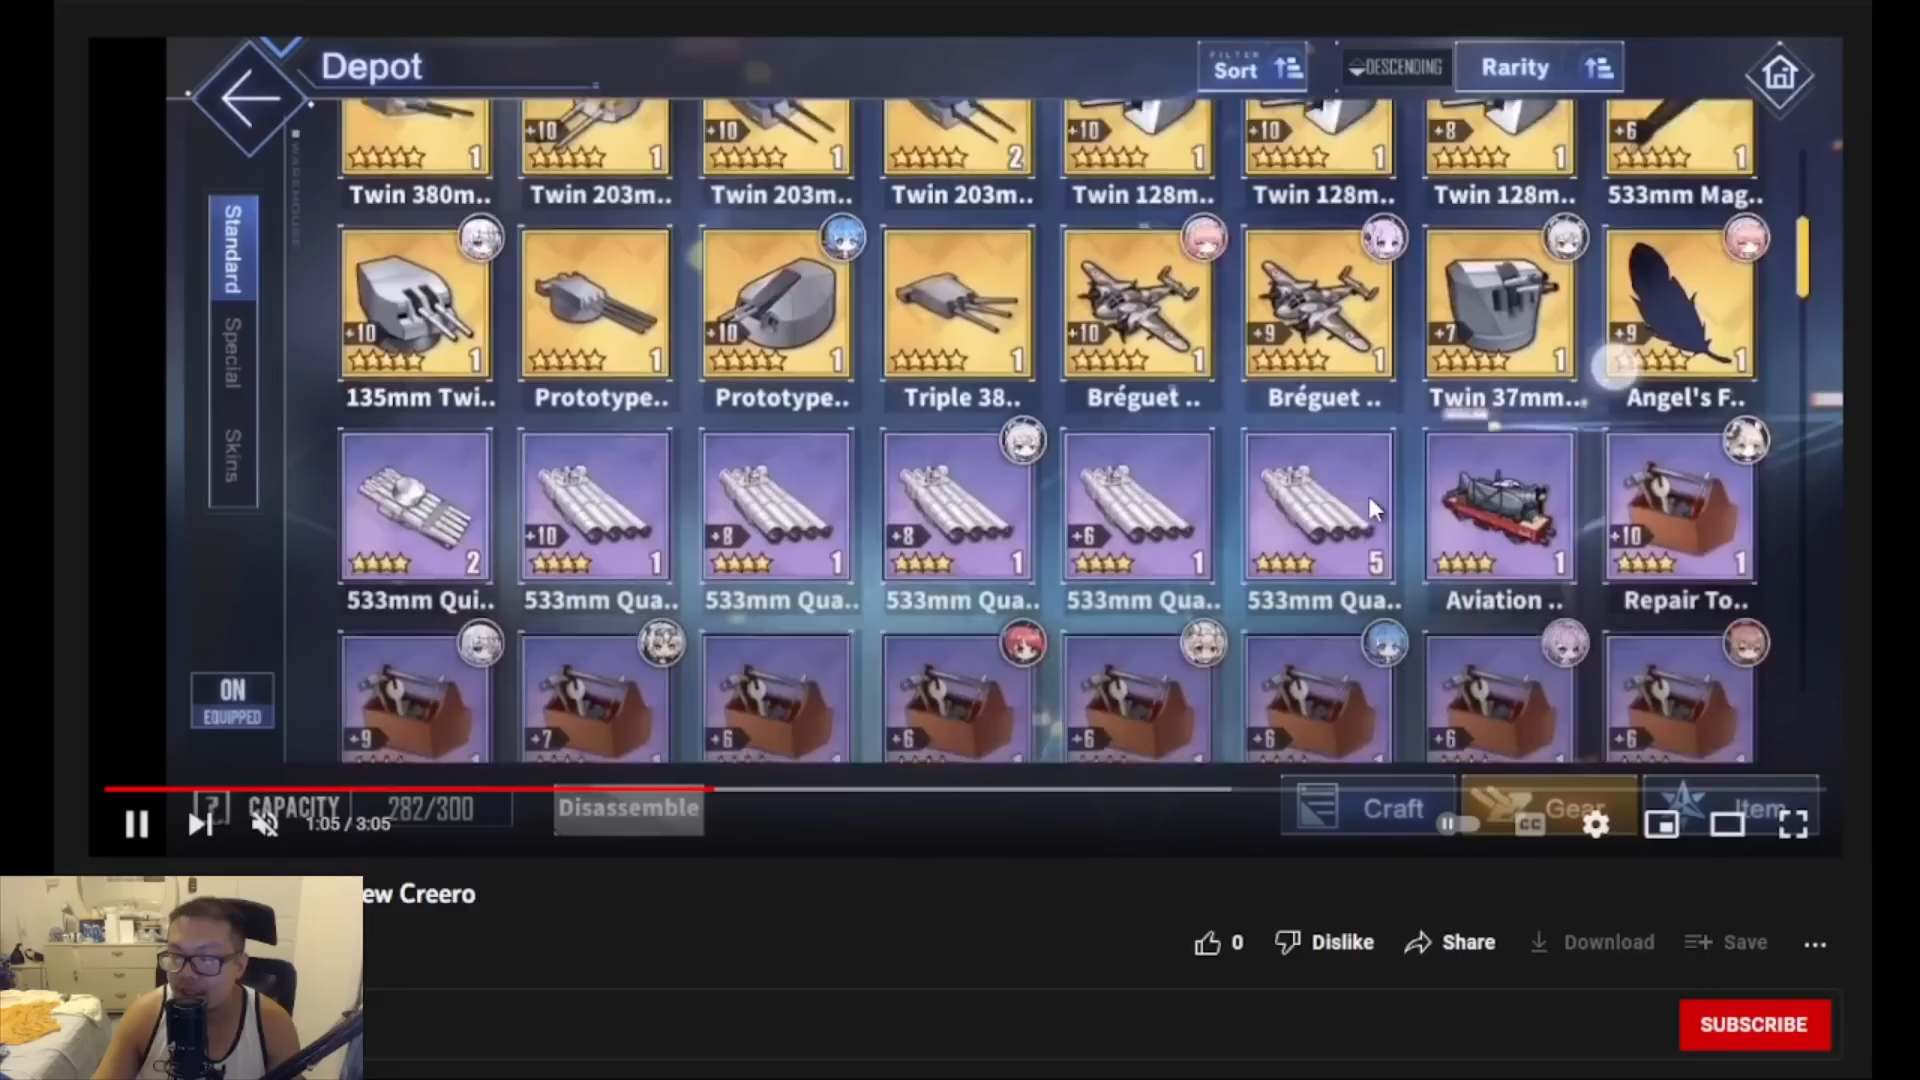 Depot
FILTER
Sort
DESCENDING
Rarity
WAREHOUSE
Standard
Special
Skins
ON
EQUIPPED
1
+10 1
+10 1
2
+10 1
+10 1
+8 1
+6 1
Twin 380m..
Twin 203m..
Twin 203m..
Twin 203m..
Twin 128m..
Twin 128m..
Twin 128m..
533mm Mag..
+10 1
1
+10 1
1
+10 1
+9 1
+7 1
+9 1
135mm Twi..
Prototype..
Prototype..
Triple 38..
Bréguet ..
Bréguet ..
Twin 37mm..
Angel's F..
2
+10 1
+8 1
+8 1
+6 1
5
1
+10 1
533mm Qui..
533mm Qua..
533mm Qua..
533mm Qua..
533mm Qua..
533mm Qua..
Aviation ..
Repair To..
+9
+7
+6
+6
+6
+6
+6
+6
CAPACITY 282/300
Disassemble
Craft
Gear
Item
1:05 / 3:05
CC
ew Creero
0
Dislike
Share
Download
Save
SUBSCRIBE